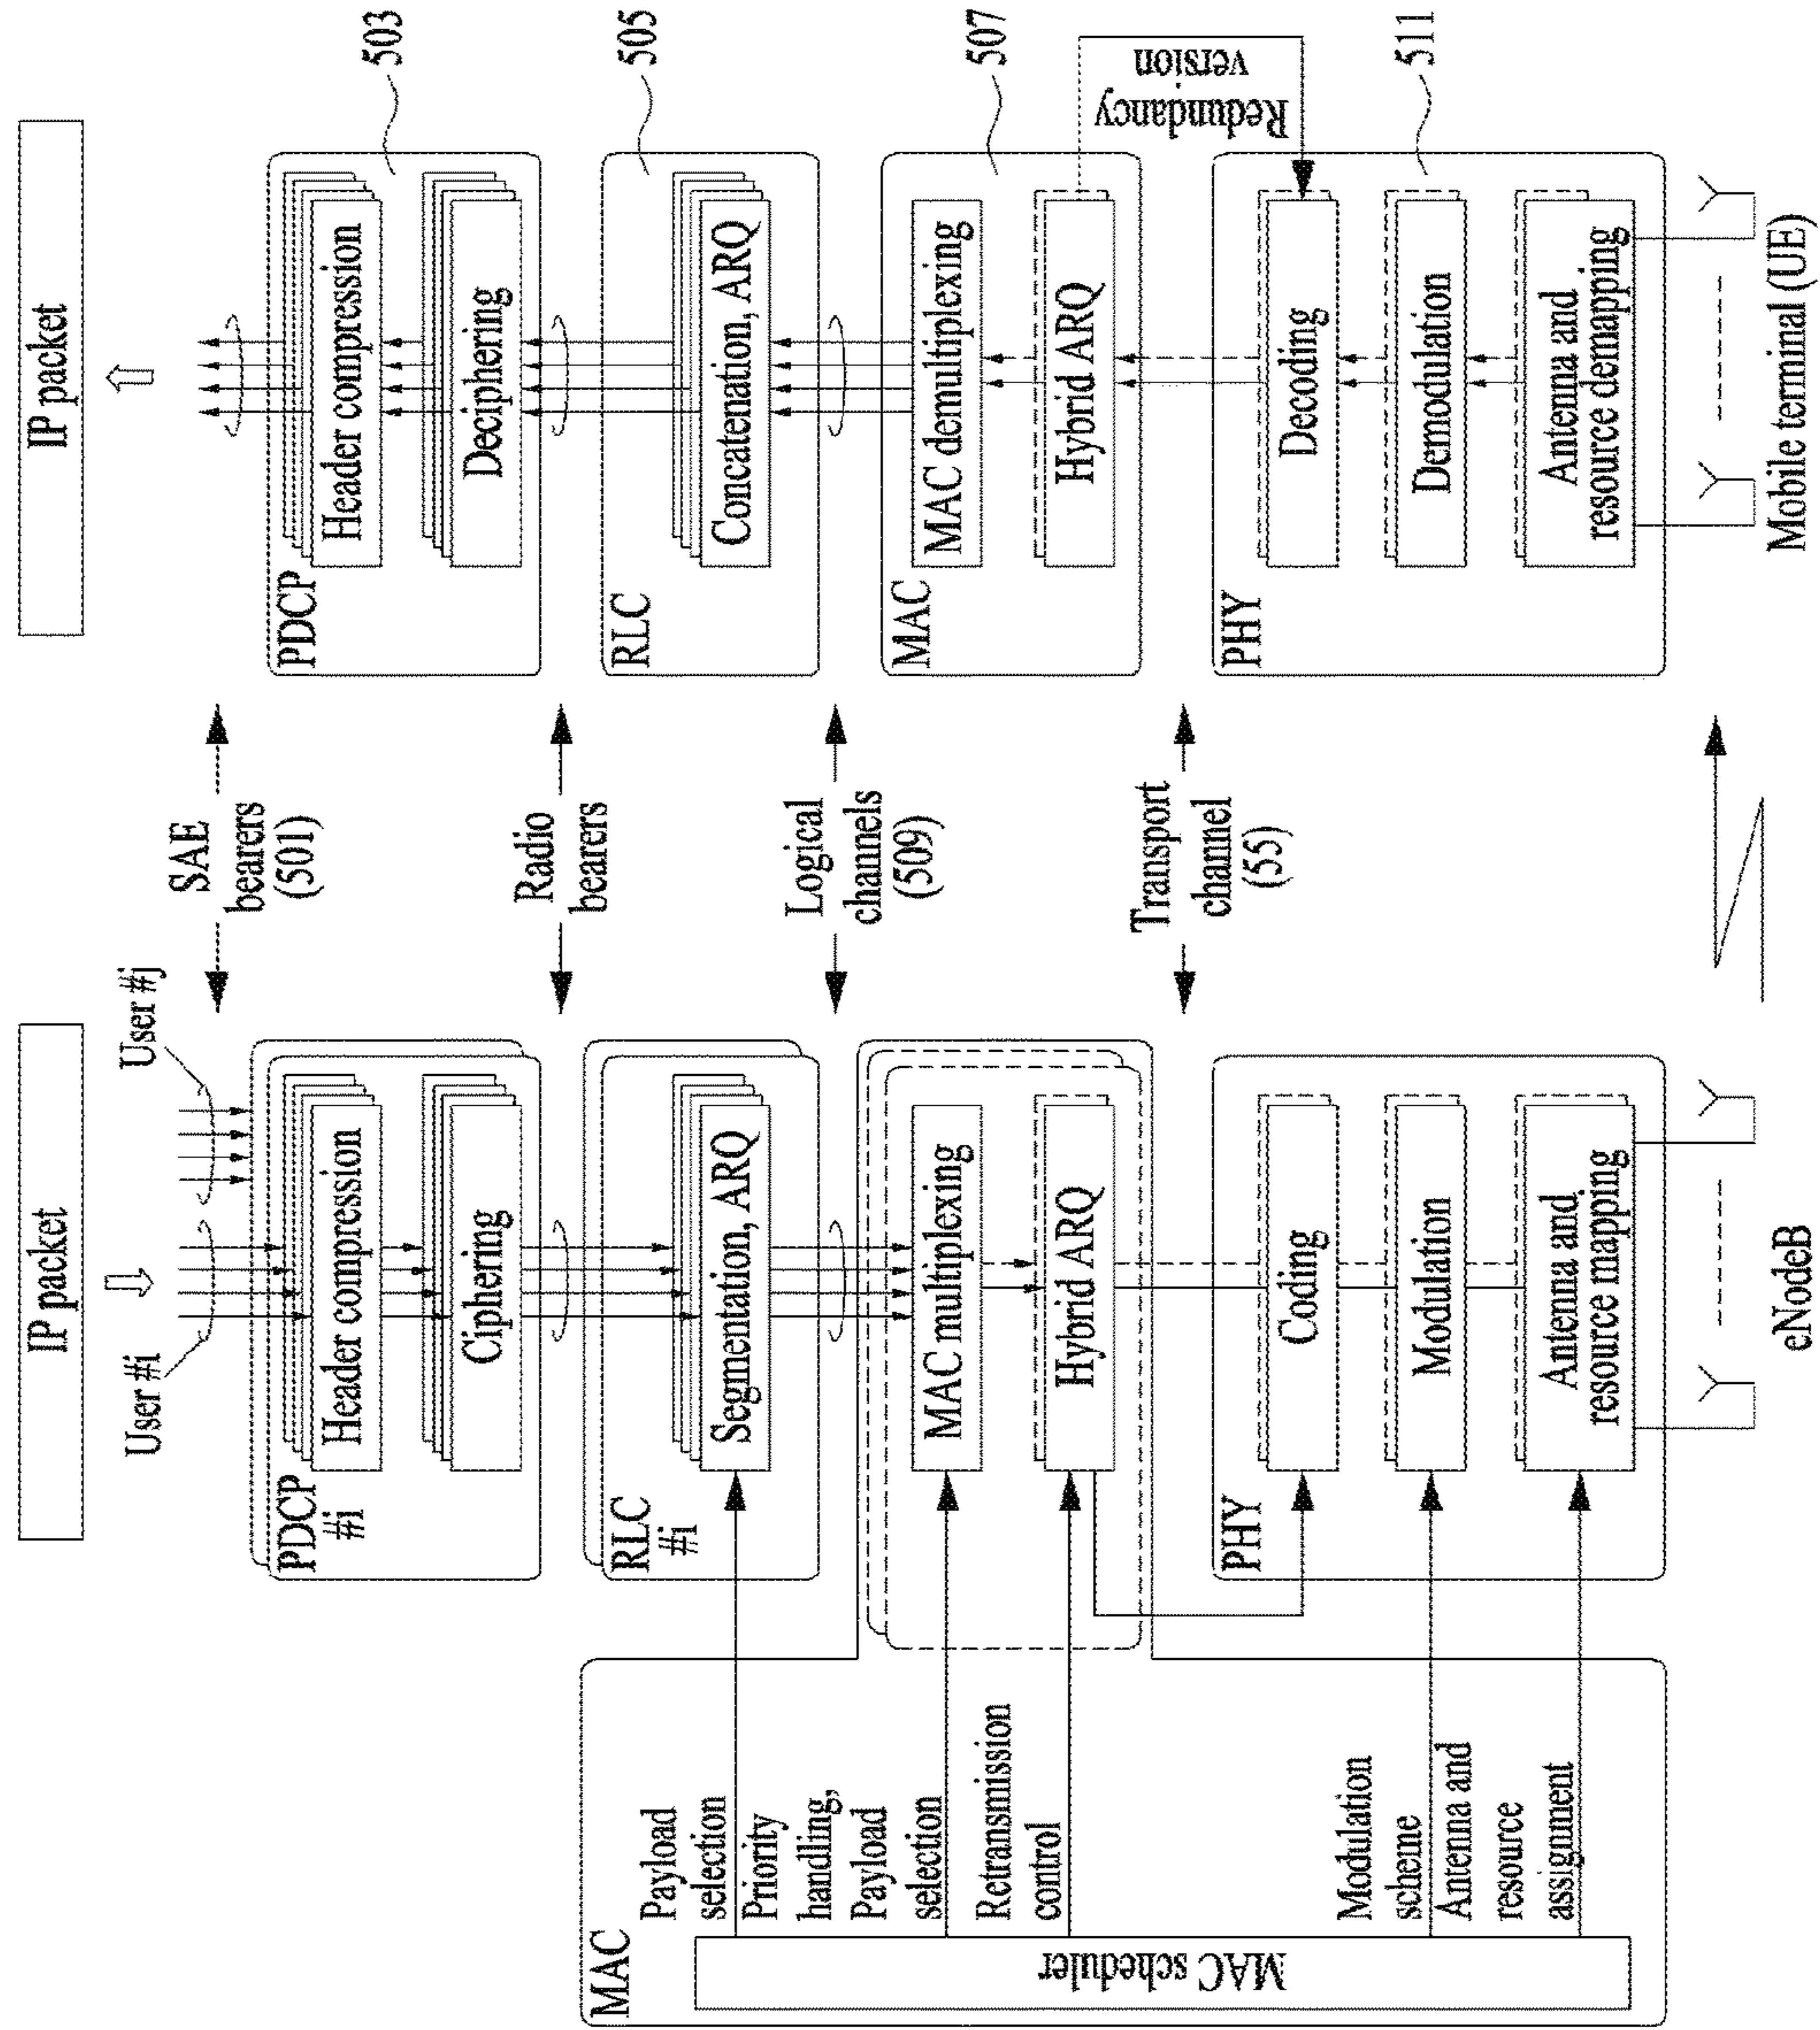 IP packet
User #i
User #j
PDCP
#i
Header compression
Ciphering
RLC
#i
Segmentation, ARQ
MAC
MAC scheduler
Payload
selection
Priority
handling,
Payload
selection
Retransmission
control
Modulation
scheme
Antenna and
resource
assignment
MAC multiplexing
Hybrid ARQ
PHY
Coding
Modulation
Antenna and
resource mapping
eNodeB
SAE
bearers
(501)
Radio
bearers
Logical
channels
(509)
Transport
channel
(55)
IP packet
PDCP
Header compression
Deciphering
503
RLC
Concatenation, ARQ
505
MAC
MAC demultiplexing
Hybrid ARQ
507
Redundancy
version
PHY
Decoding
Demodulation
Antenna and
resource demapping
511
Mobile terminal (UE)